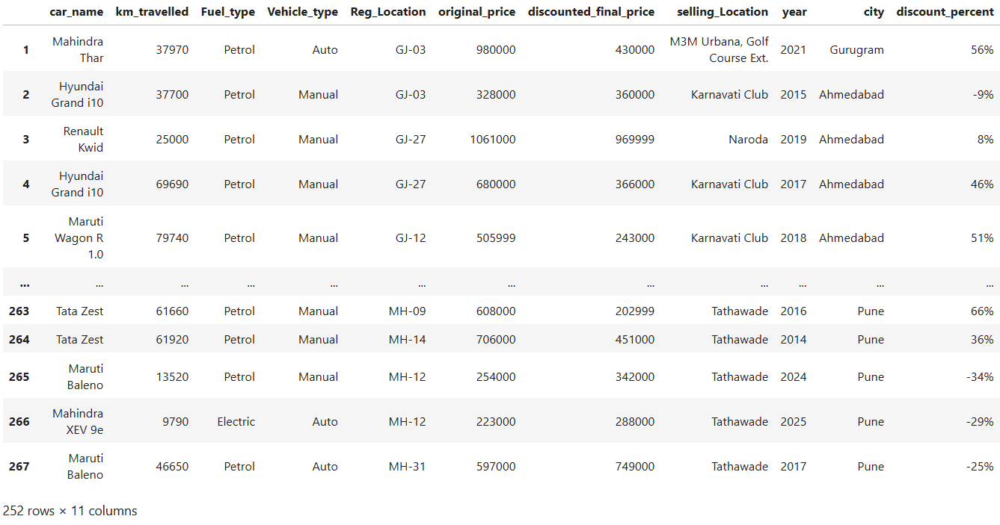 car_name km_travelled Fuel_type Vehicle_type Reg_Location original_price discounted_final_price selling_Location year city discount_percent
1 Mahindra Thar 37970 Petrol Auto GJ-03 980000 430000 M3M Urbana, Golf Course Ext. 2021 Gurugram 56%
2 Hyundai Grand i10 37700 Petrol Manual GJ-03 328000 360000 Karnavati Club 2015 Ahmedabad -9%
3 Renault Kwid 25000 Petrol Manual GJ-27 1061000 969999 Naroda 2019 Ahmedabad 8%
4 Hyundai Grand i10 69690 Petrol Manual GJ-27 680000 366000 Karnavati Club 2017 Ahmedabad 46%
5 Maruti Wagon R 1.0 79740 Petrol Manual GJ-12 505999 243000 Karnavati Club 2018 Ahmedabad 51%
... ... ... ... ... ... ... ... ... ... ... ...
263 Tata Zest 61660 Petrol Manual MH-09 608000 202999 Tathawade 2016 Pune 66%
264 Tata Zest 61920 Petrol Manual MH-14 706000 451000 Tathawade 2014 Pune 36%
265 Maruti Baleno 13520 Petrol Manual MH-12 254000 342000 Tathawade 2024 Pune -34%
266 Mahindra XEV 9e 9790 Electric Auto MH-12 223000 288000 Tathawade 2025 Pune -29%
267 Maruti Baleno 46650 Petrol Auto MH-31 597000 749000 Tathawade 2017 Pune -25%
252 rows × 11 columns